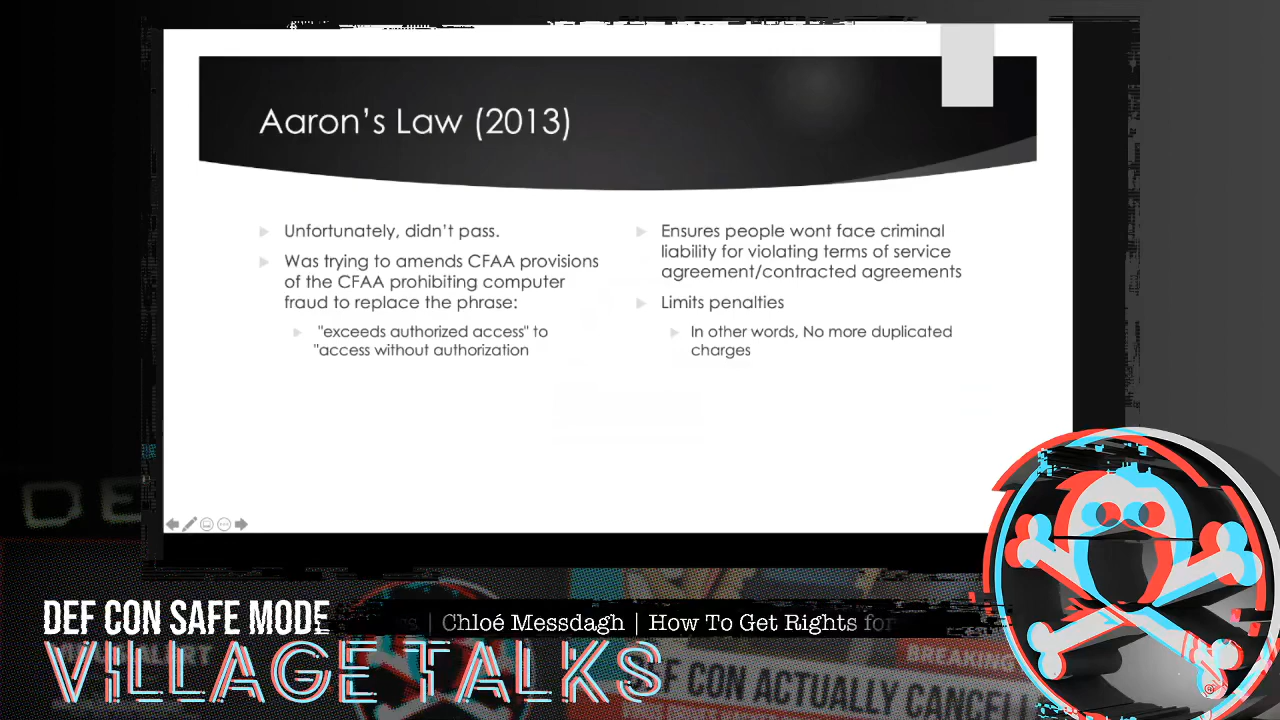 Aaron's Law (2013)
Unfortunately, didn't pass.
Was trying to amends CFAA provisions
of the CFAA prohibiting computer
fraud to replace the phrase:
"exceeds authorized access" to
"access without authorization
Ensures people wont face criminal
liability for violating terms of service
agreement/contracted agreements
Limits penalties
In other words, No more duplicated
charges
DEF CON SAFE MODE
VILLAGE TALKS
Chloé Messdagh | How To Get Rights for
BREAKING
DEF CON ACTUALLY CANCELL